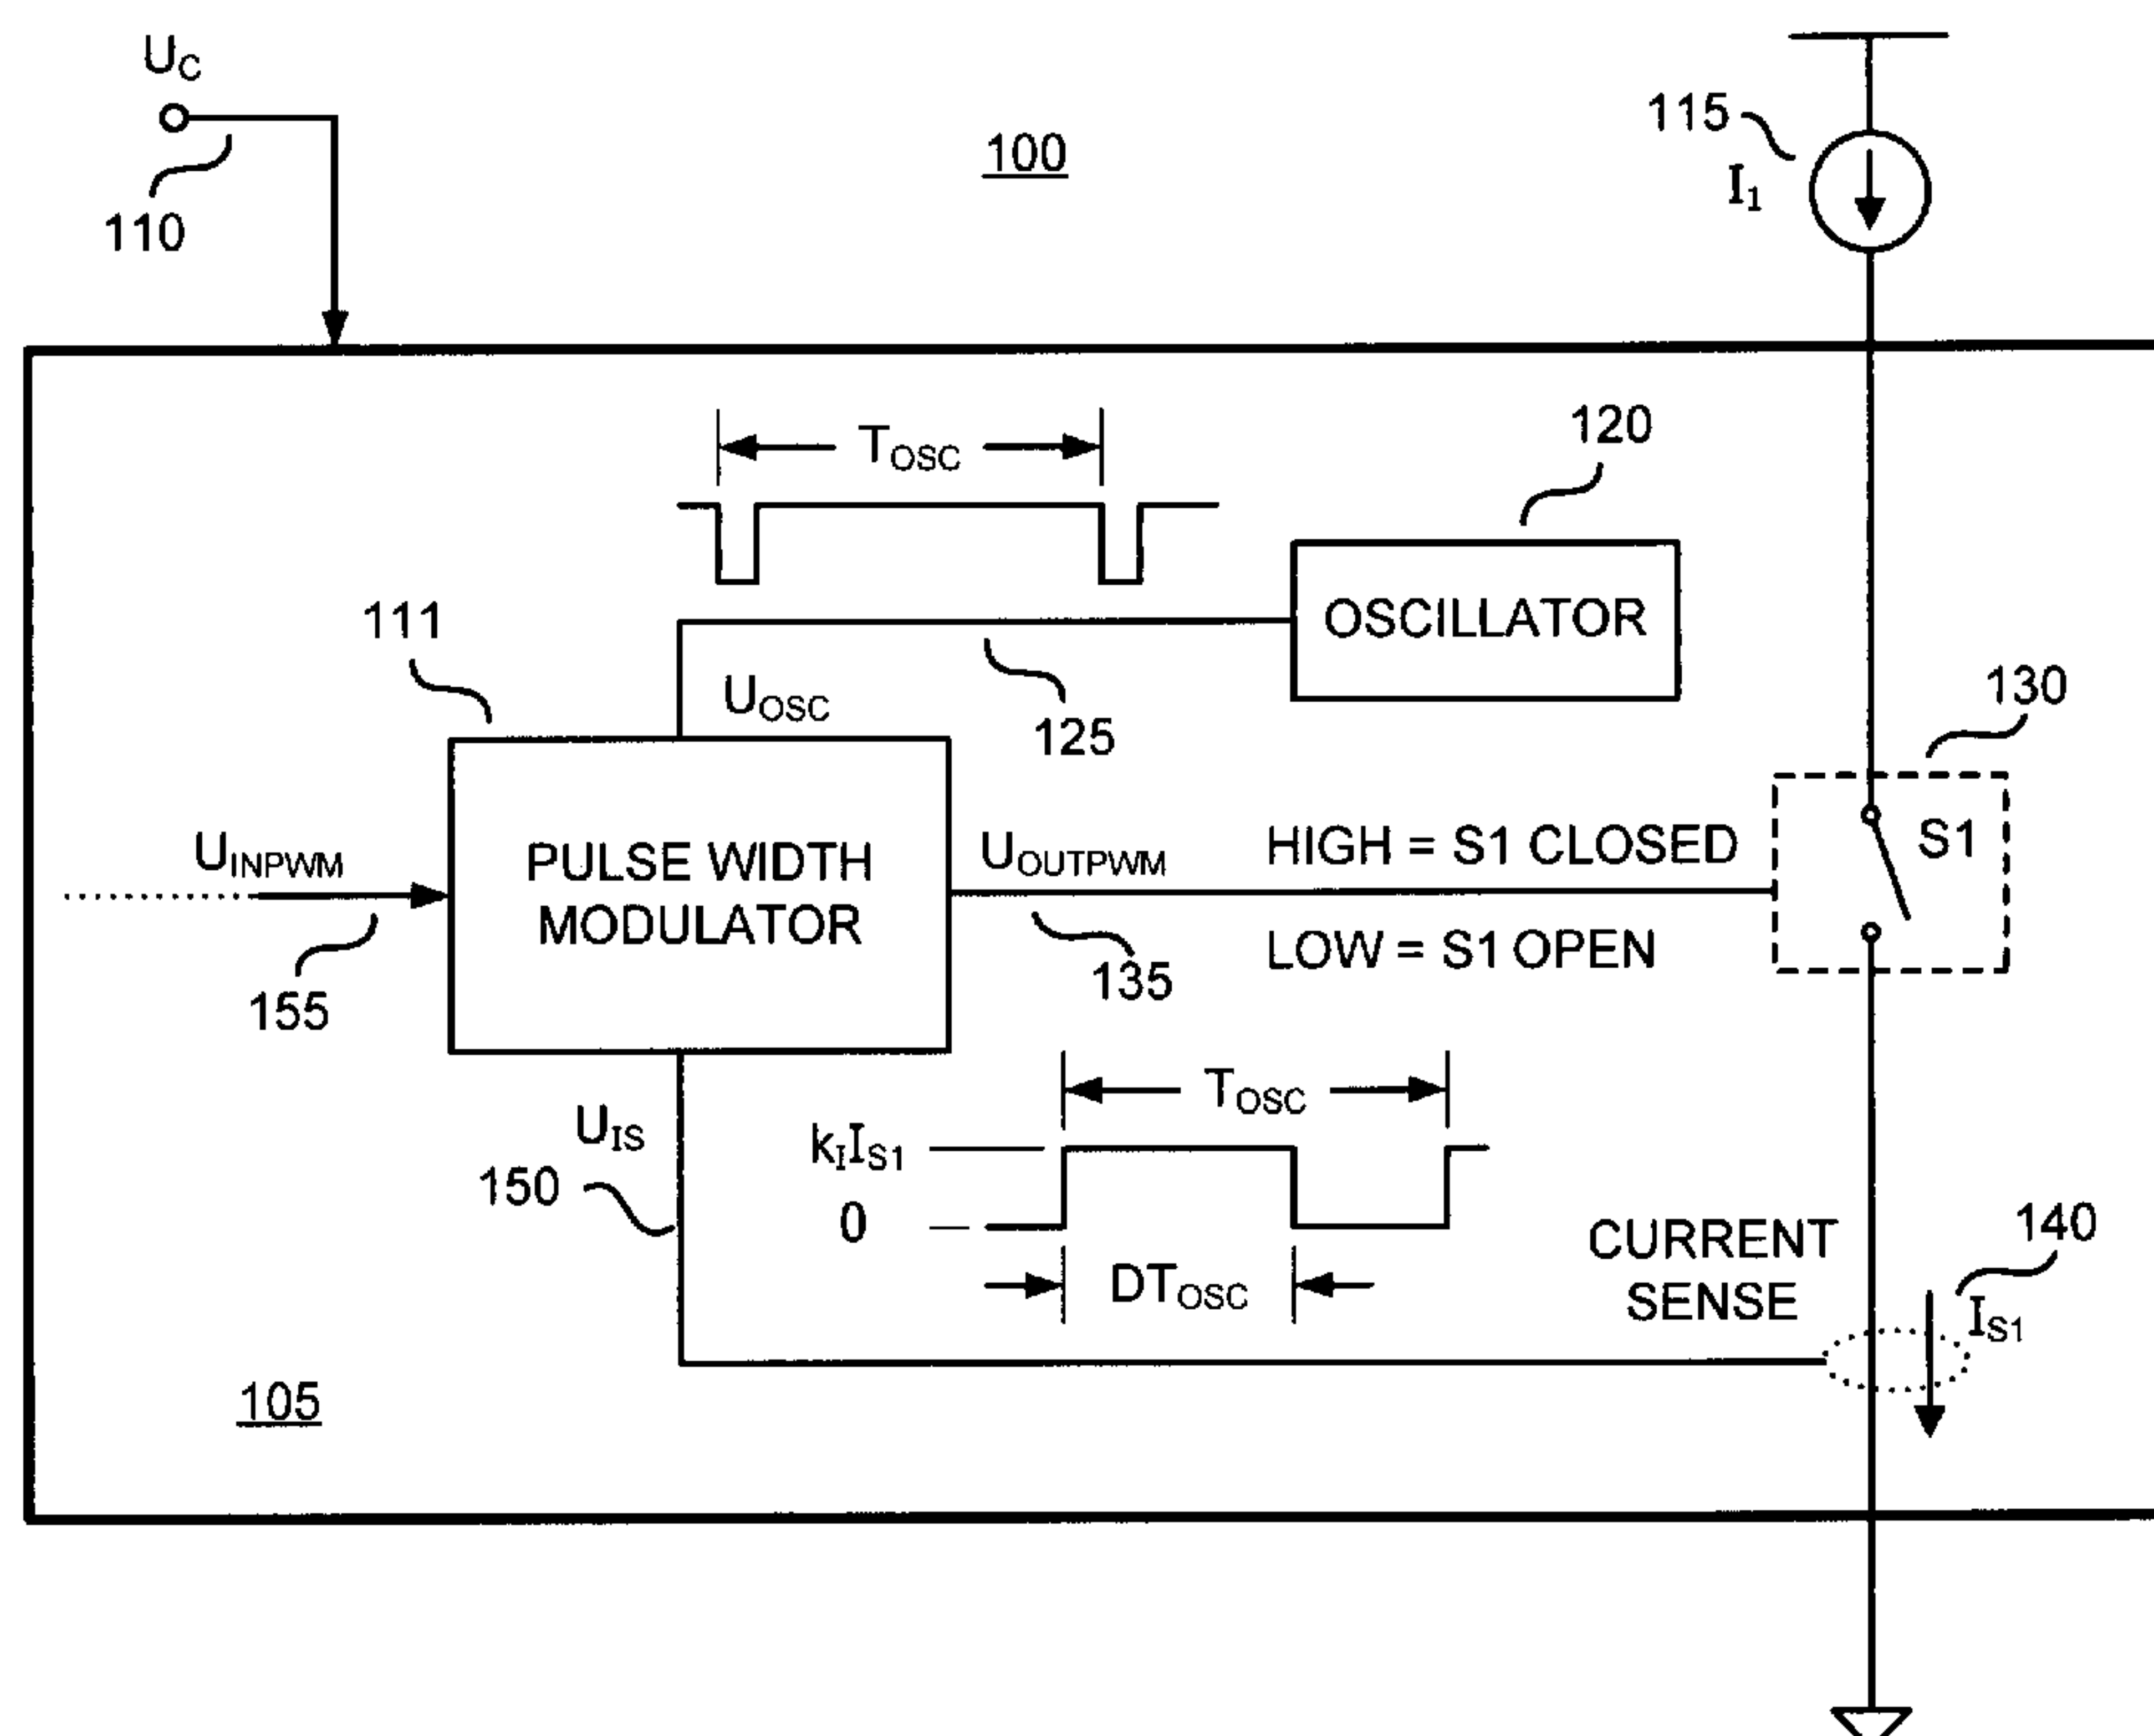 U_C
100
115
I_1
110
T_OSC
120
OSCILLATOR
111
U_OSC
125
130
S1
U_INPWM
PULSE WIDTH
MODULATOR
U_OUTPWM
HIGH = S1 CLOSED
LOW = S1 OPEN
155
135
T_OSC
U_IS
k_I I_S1
150
0
DT_OSC
CURRENT
SENSE
140
I_S1
105